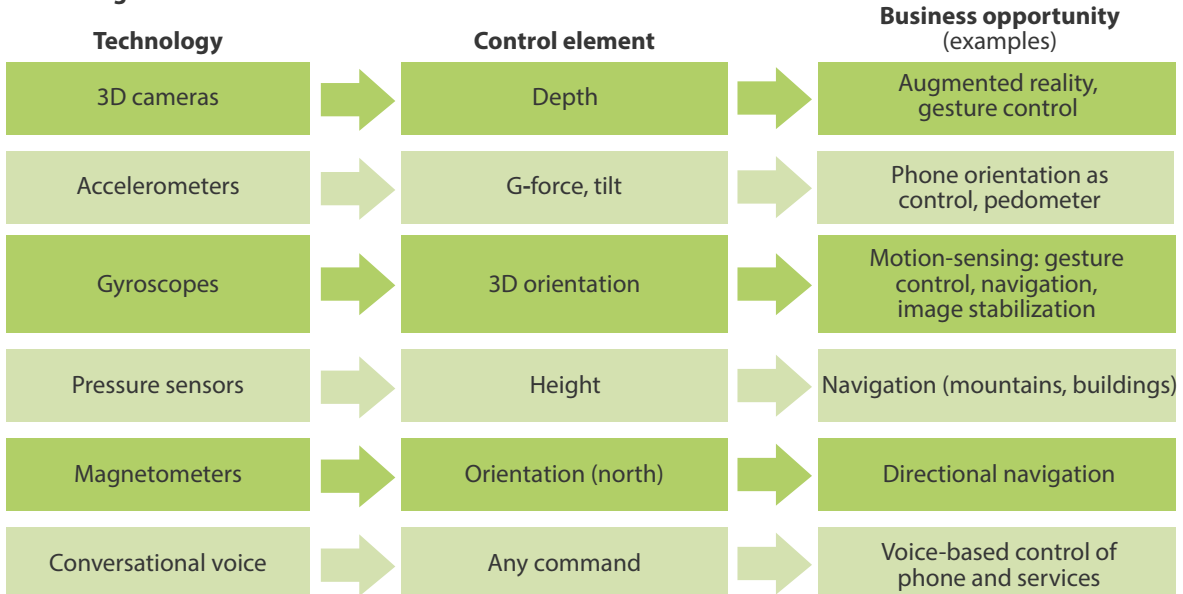 Technology
Control element
Business opportunity
(examples)
3D cameras
Depth
Augmented reality,
gesture control
Accelerometers
G-force, tilt
Phone orientation as
control, pedometer
Gyroscopes
3D orientation
Motion-sensing: gesture
control, navigation,
image stabilization
Pressure sensors
Height
Navigation (mountains, buildings)
Magnetometers
Orientation (north)
Directional navigation
Conversational voice
Any command
Voice-based control of
phone and services